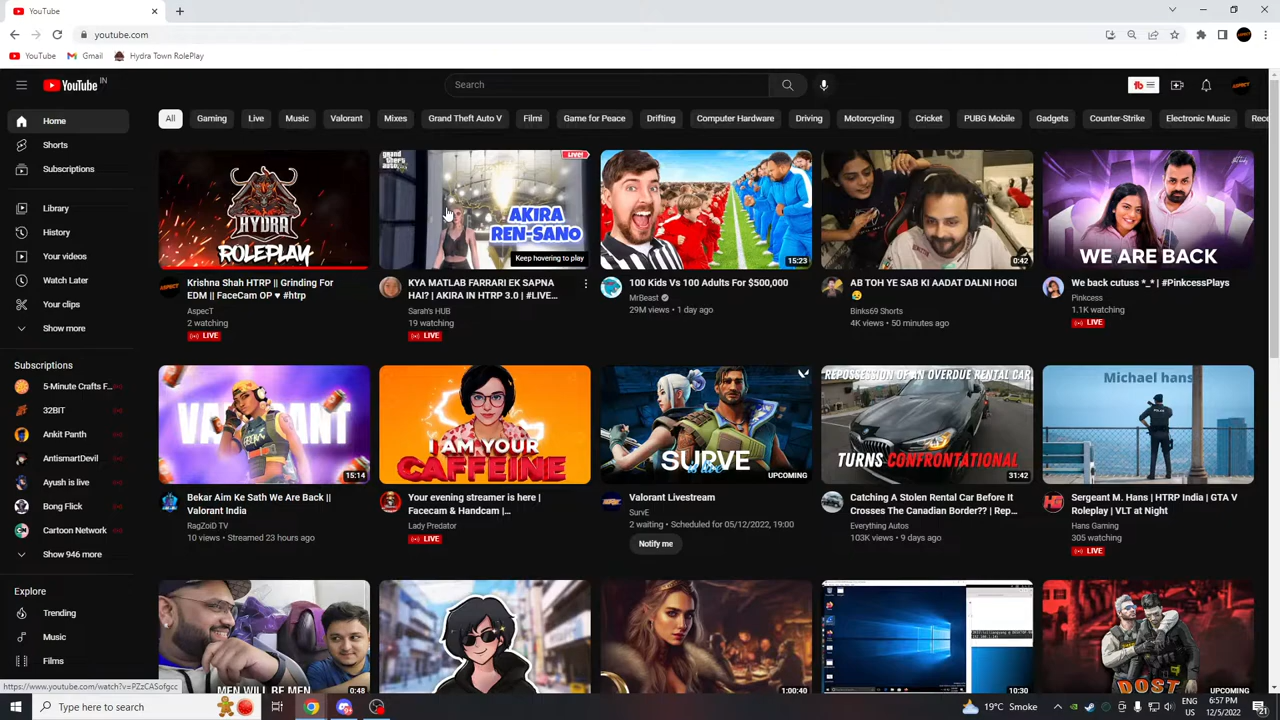 YouTube
youtube.com
YouTube
Gmail
Hydra Town RolePlay
YouTube IN
Search
Home
Shorts
Subscriptions
Library
History
Your videos
Watch Later
Your clips
Show more
Subscriptions
5-Minute Crafts F...
32BIT
Ankit Panth
AntismartDevil
Ayush is live
Bong Flick
Cartoon Network
Show 946 more
Explore
Trending
Music
Films
https://www.youtube.com/watch?v=PZzCASofgcc
All
Gaming
Live
Music
Valorant
Mixes
Grand Theft Auto V
Filmi
Game for Peace
Drifting
Computer Hardware
Driving
Motorcycling
Cricket
PUBG Mobile
Gadgets
Counter-Strike
Electronic Music
Rece
HYDRA
ROLEPLAY
Krishna Shah HTRP || Grinding For
EDM || FaceCam OP ♥ #htrp
AspecT
2 watching
LIVE
grand
theft
auto
LIVE!
AKIRA
REN-SANO
Keep hovering to play
KYA MATLAB FARRARI EK SAPNA
HAI? | AKIRA IN HTRP 3.0 | #LIVE...
Sarah's HUB
19 watching
LIVE
15:23
100 Kids Vs 100 Adults For $500,000
MrBeast
29M views • 1 day ago
0:42
AB TOH YE SAB KI AADAT DALNI HOGI
Binks69 Shorts
4K views • 50 minutes ago
WE ARE BACK
We back cutuss *_* | #PinkcessPlays
Pinkcess
1.1K watching
LIVE
15:14
Bekar Aim Ke Sath We Are Back ||
Valorant India
RagZoiD TV
10 views • Streamed 23 hours ago
I AM YOUR
CAFFEINE
Your evening streamer is here |
Facecam & Handcam |...
Lady Predator
LIVE
SURVE
UPCOMING
Valorant Livestream
SurvE
2 waiting • Scheduled for 05/12/2022, 19:00
Notify me
REPOSSESSION OF AN OVERDUE RENTAL CAR
TURNS CONFRONTATIONAL
31:42
Catching A Stolen Rental Car Before It
Crosses The Canadian Border?? | Rep...
Everything Autos
103K views • 9 days ago
Michael hans
POLICE
Sergeant M. Hans | HTRP India | GTA V
Roleplay | VLT at Night
Hans Gaming
305 watching
LIVE
MEN WILL BE MEN
0:48
1:00:40
10:30
DOST
UPCOMING
Type here to search
19°C Smoke
ENG
US
6:57 PM
12/5/2022
21